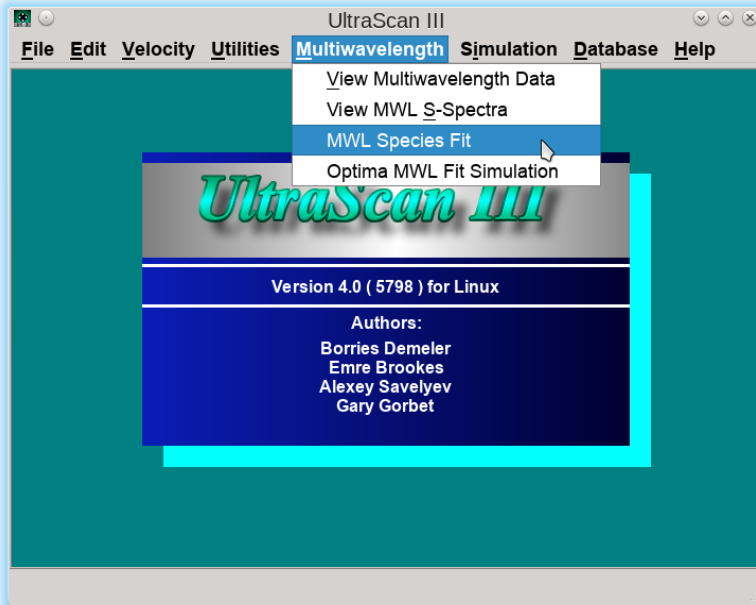 UltraScan III
File Edit Velocity Utilities Multiwavelength Simulation Database Help
View Multiwavelength Data
View MWL S-Spectra
MWL Species Fit
Optima MWL Fit Simulation
UltraScan III
Version 4.0 ( 5798 ) for Linux
Authors:
Borries Demeler
Emre Brookes
Alexey Savelyev
Gary Gorbet